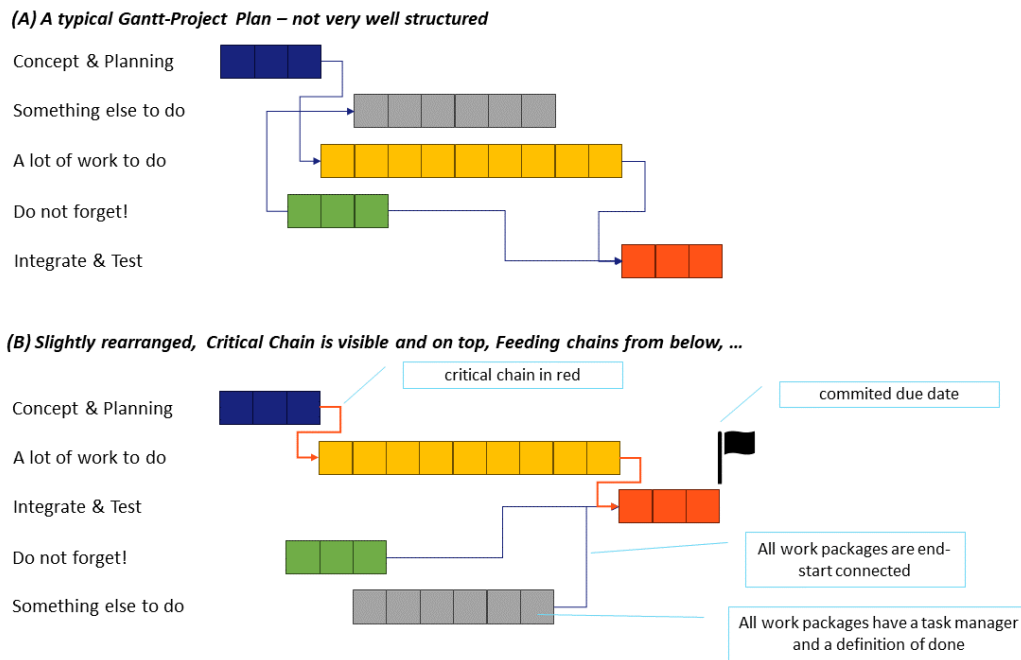 (A) A typical Gantt-Project Plan – not very well structured
Concept & Planning
Something else to do
A lot of work to do
Do not forget!
Integrate & Test
(B) Slightly rearranged, Critical Chain is visible and on top, Feeding chains from below, ...
critical chain in red
commited due date
Concept & Planning
A lot of work to do
Integrate & Test
Do not forget!
All work packages are end-
start connected
Something else to do
All work packages have a task manager
and a definition of done